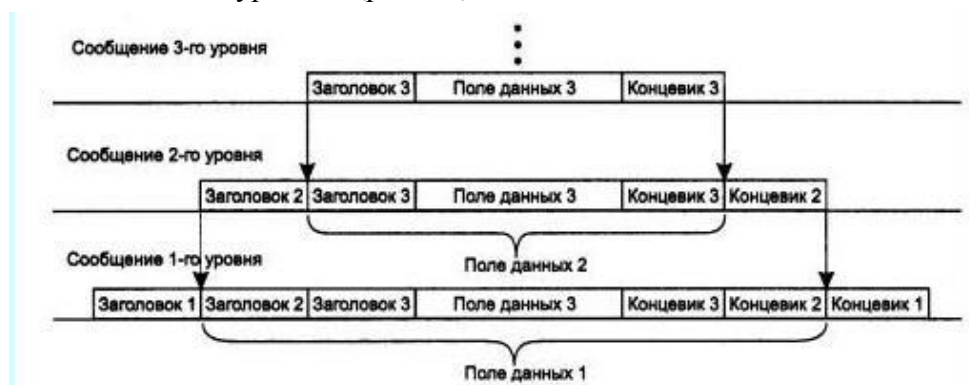 Сообщение 3-го уровня
Заголовок 3 Поле данных 3 Концевик 3
Сообщение 2-го уровня
Заголовок 2 Заголовок 3 Поле данных 3 Концевик 3 Концевик 2
Поле данных 2
Сообщение 1-го уровня
Заголовок 1 Заголовок 2 Заголовок 3 Поле данных 3 Концевик 3 Концевик 2 Концевик 1
Поле данных 1